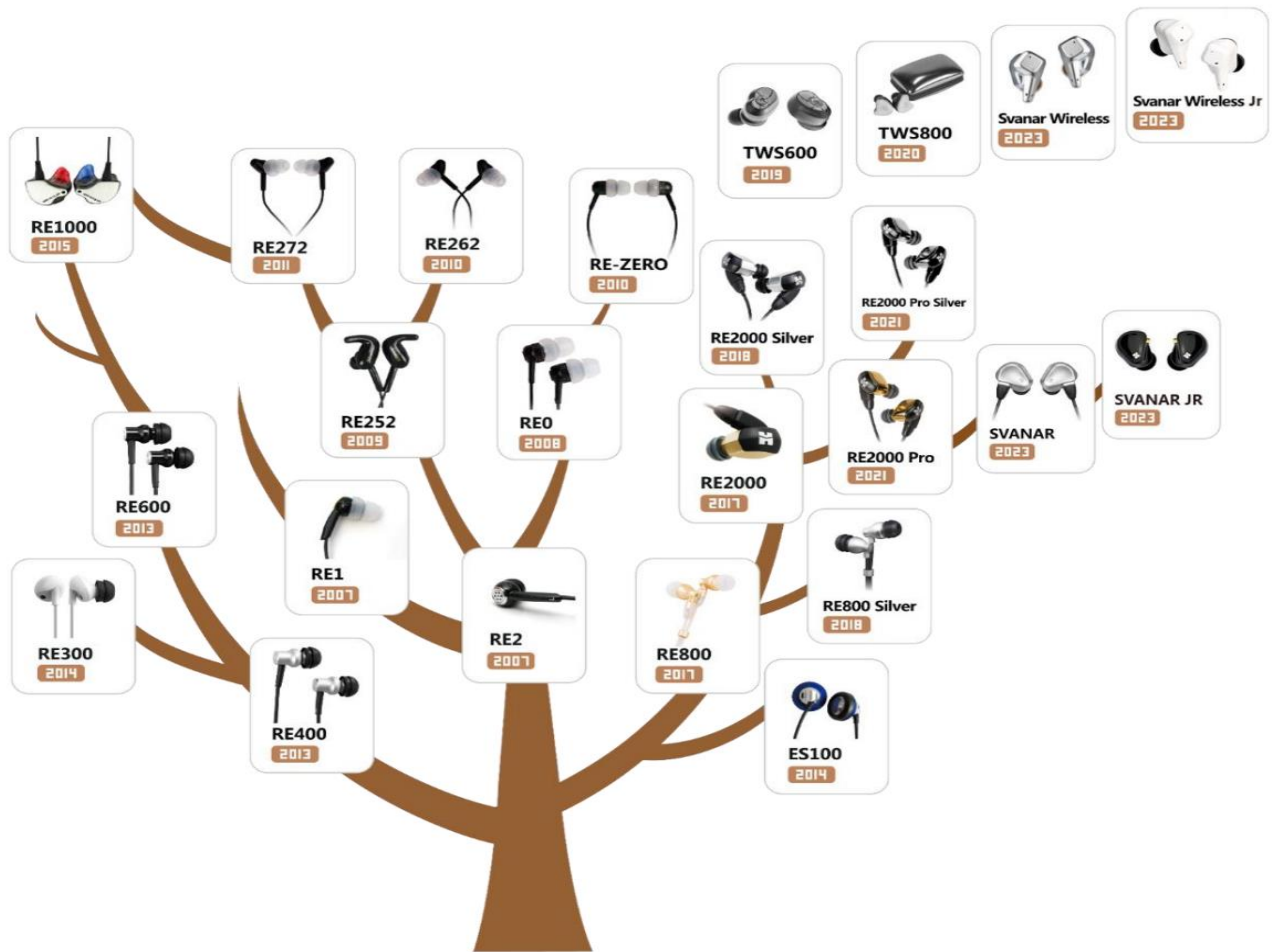 Svanar Wireless Jr
2023
Svanar Wireless
2023
TWS800
2020
TWS600
2019
RE1000
2015
RE272
2011
RE262
2010
RE-ZERO
2010
RE2000 Silver
2018
RE2000 Pro Silver
2021
RE252
2009
RE0
2008
RE2000
2017
RE2000 Pro
2021
SVANAR
2023
SVANAR JR
2023
RE600
2013
RE1
2007
RE300
2014
RE2
2007
RE800
2017
RE800 Silver
2018
RE400
2013
ES100
2014